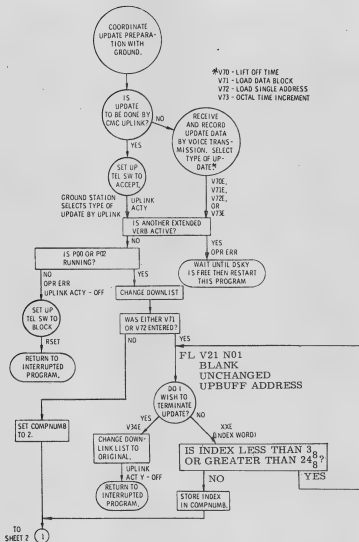 COORDINATE
UPDATE PREPARA-
TION WITH
GROUND.
*V70 - LIFT OFF TIME
V71 - LOAD DATA BLOCK
V72 - LOAD SINGLE ADDRESS
V73 - OCTAL TIME INCREMENT
IS
UPDATE
TO BE DONE BY
CMC UPLINK?
NO
YES
RECEIVE
AND RECORD
UPDATE DATA
BY VOICE TRANS-
MISSION. SELECT
TYPE OF UP-
DATE.*
SET UP
TEL SW TO
ACCEPT.
GROUND STATION
SELECTS TYPE OF
UPDATE BY UPLINK
UPLINK
ACTY
V70E,
V71E,
V72E,
OR
V73E
IS ANOTHER EXTENDED
VERB ACTIVE?
NO
YES
OPR ERR
IS P00 OR P02
RUNNING?
WAIT UNTIL DSKY
IS FREE THEN RESTART
THIS PROGRAM
NO
OPR ERR
UPLINK ACTY - OFF
YES
CHANGE DOWNLIST
SET UP
TEL SW TO
BLOCK
WAS EITHER V71
OR V72 ENTERED?
RSET
NO
YES
RETURN TO
INTERRUPTED
PROGRAM.
FL V21 N01
BLANK
UNCHANGED
UPBUFF ADDRESS
DO I
WISH TO
TERMINATE
UPDATE?
YES
NO
SET COMPNUMB
TO 2.
V34E
XXE
(INDEX WORD)
CHANGE DOWN-
LINK LIST TO
ORIGINAL.
IS INDEX LESS THAN 3₈
OR GREATER THAN 24₈?
UPLINK
ACT Y - OFF
NO
YES
RETURN TO
INTERRUPTED
PROGRAM.
STORE INDEX
IN COMPNUMB.
TO
SHEET 2
1